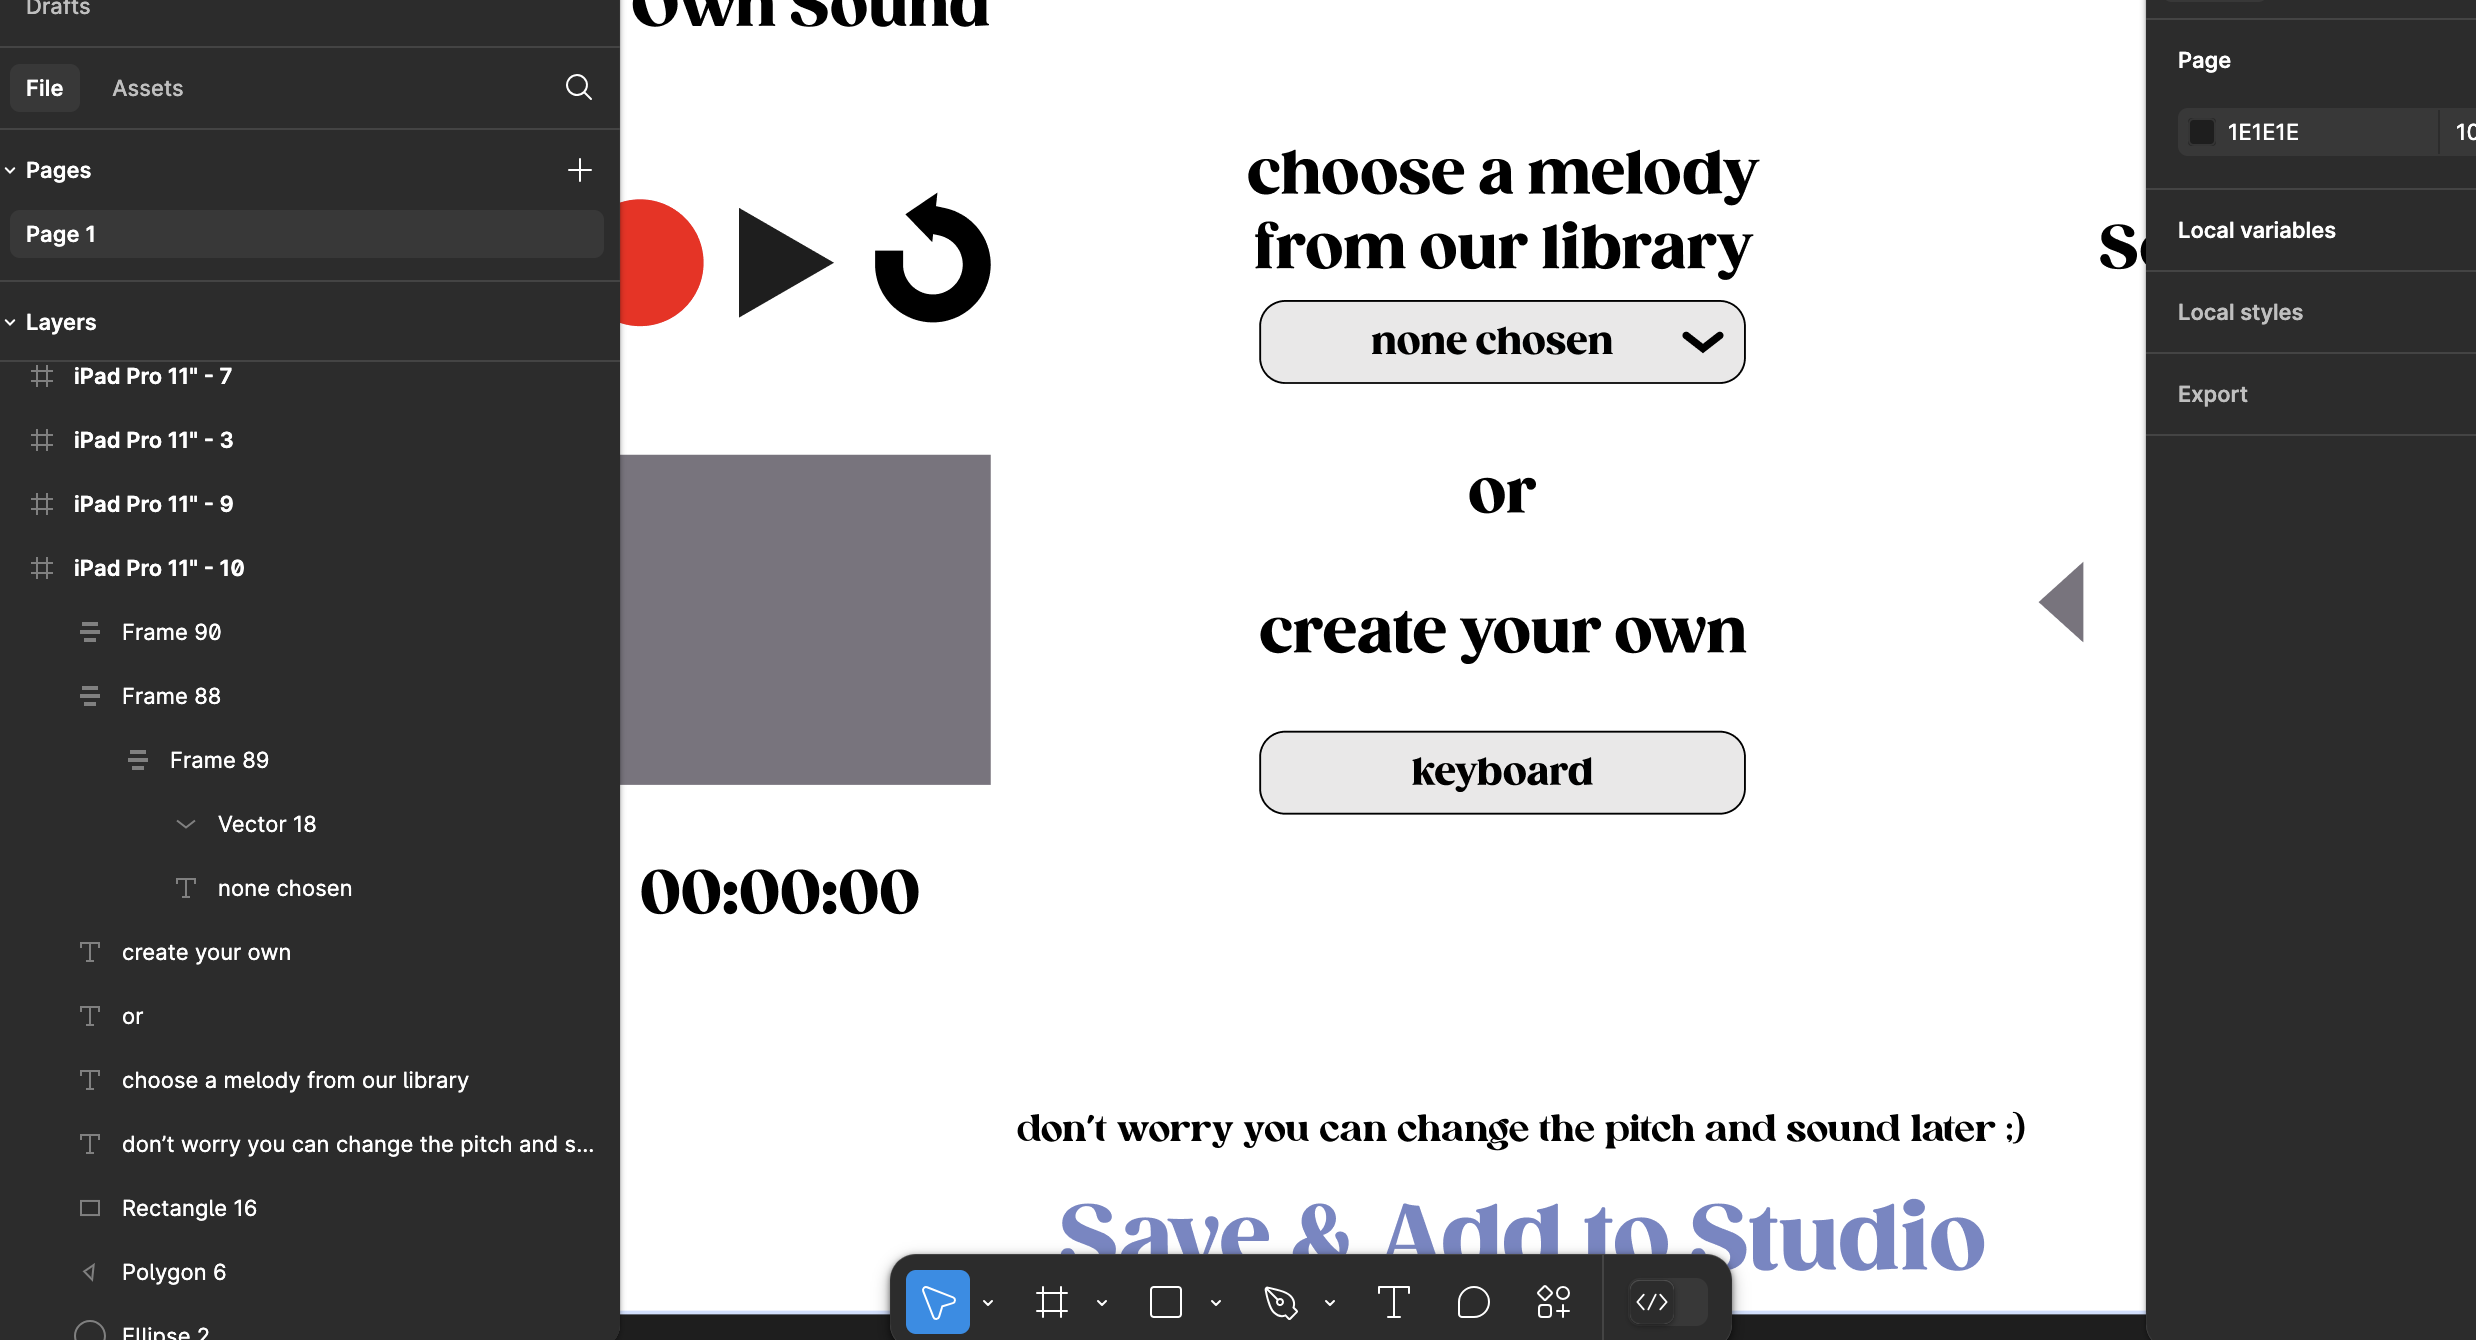 Drafts
File
Assets
Pages
Page 1
Layers
iPad Pro 11" - 7
iPad Pro 11" - 3
iPad Pro 11" - 9
iPad Pro 11" - 10
Frame 90
Frame 88
Frame 89
Vector 18
none chosen
create your own
or
choose a melody from our library
don't worry you can change the pitch and s...
Rectangle 16
Polygon 6
Ellipse 2
Own Sound
00:00:00
choose a melody
from our library
none chosen
or
create your own
keyboard
don't worry you can change the pitch and sound later ;)
Save & Add to Studio
Page
1E1E1E
Local variables
Local styles
Export